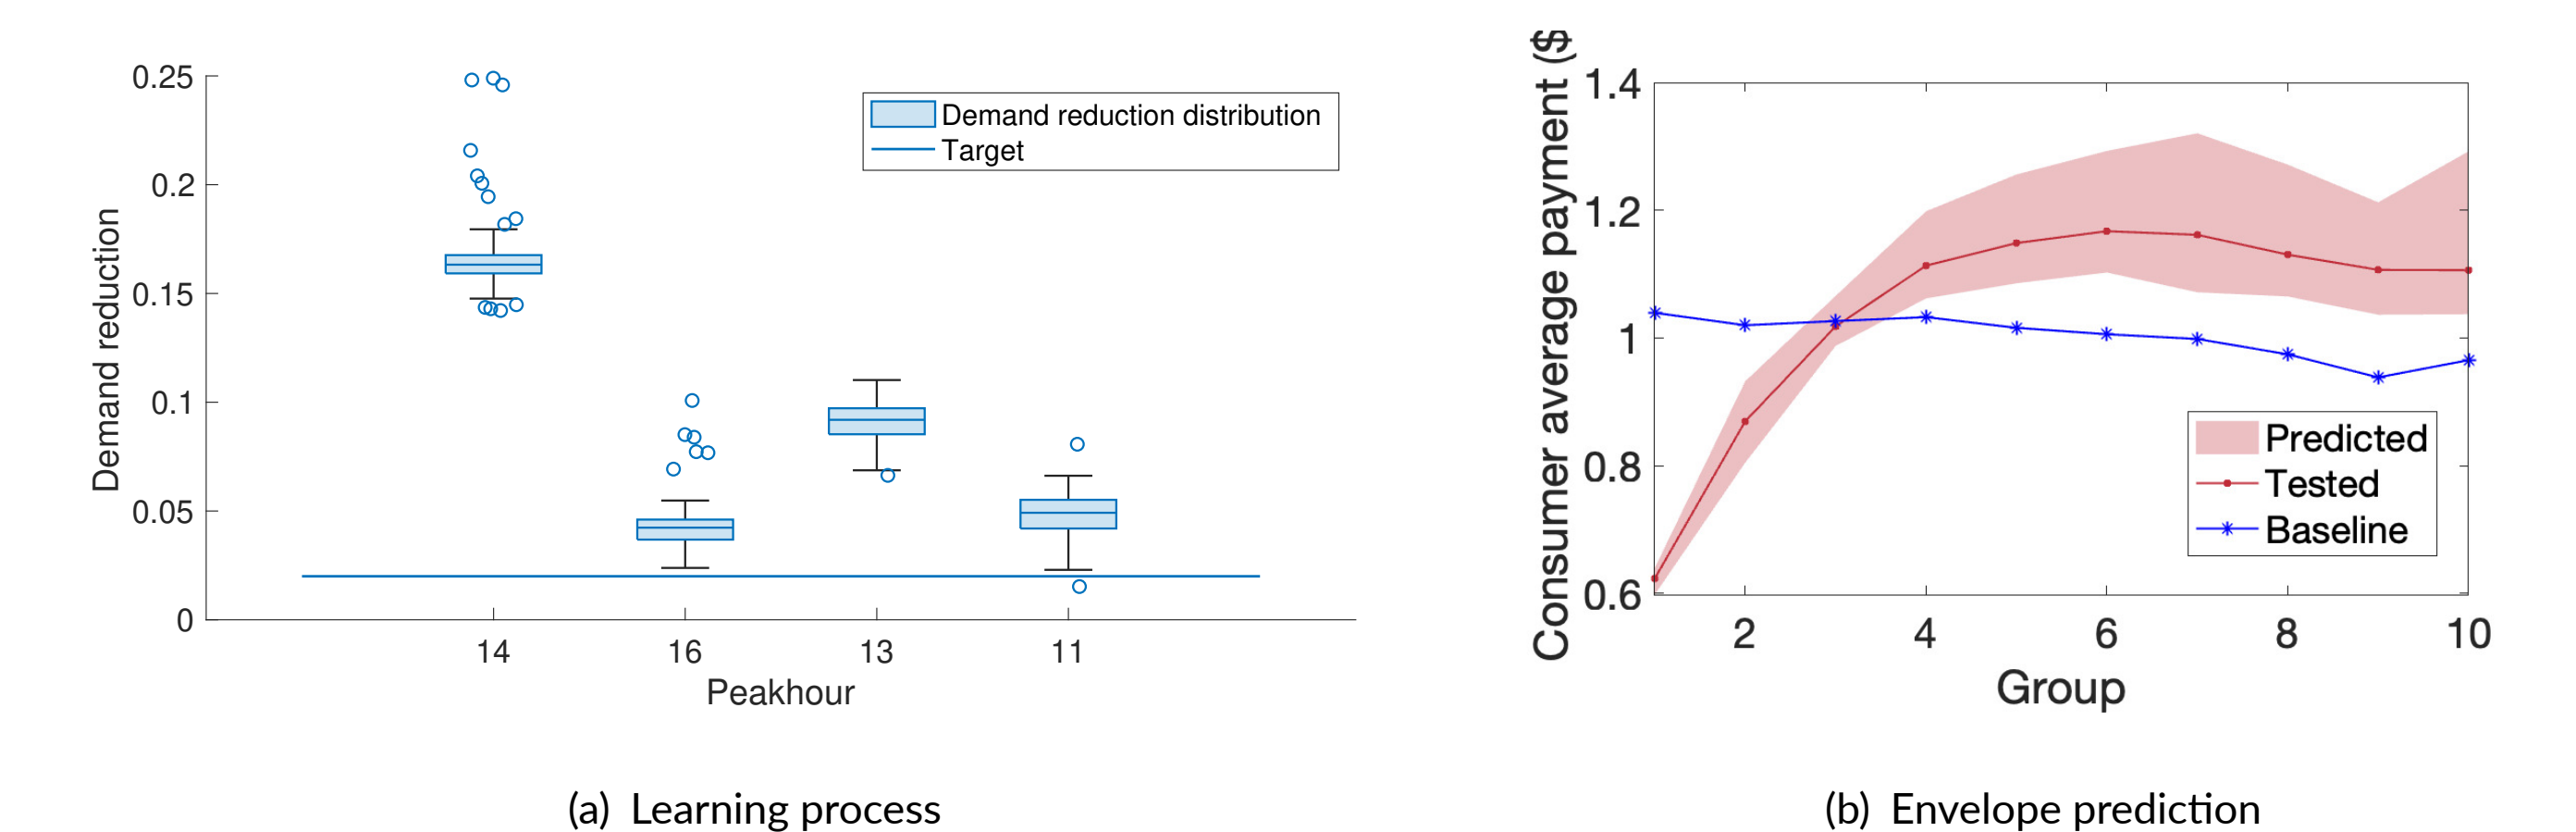 0.25
0.2
0.15
0.1
0.05
0
Demand reduction
Demand reduction distribution
Target
14 16 13 11
Peakhour
(a) Learning process
Consumer average payment ($
1.4
1.2
1
0.8
0.6
Predicted
Tested
Baseline
2 4 6 8 10
Group
(b) Envelope prediction